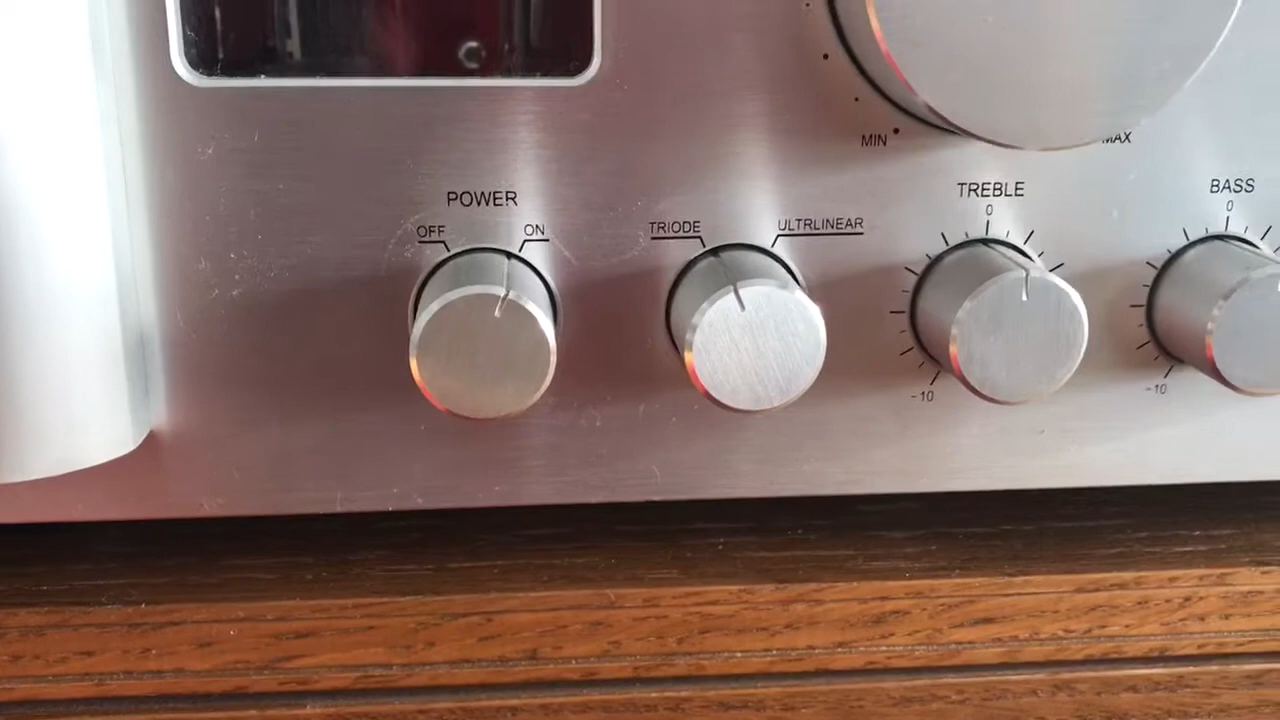 MIN MAX
POWER TREBLE BASS
OFF ON TRIODE ULTRLINEAR 0 0
-10 -10